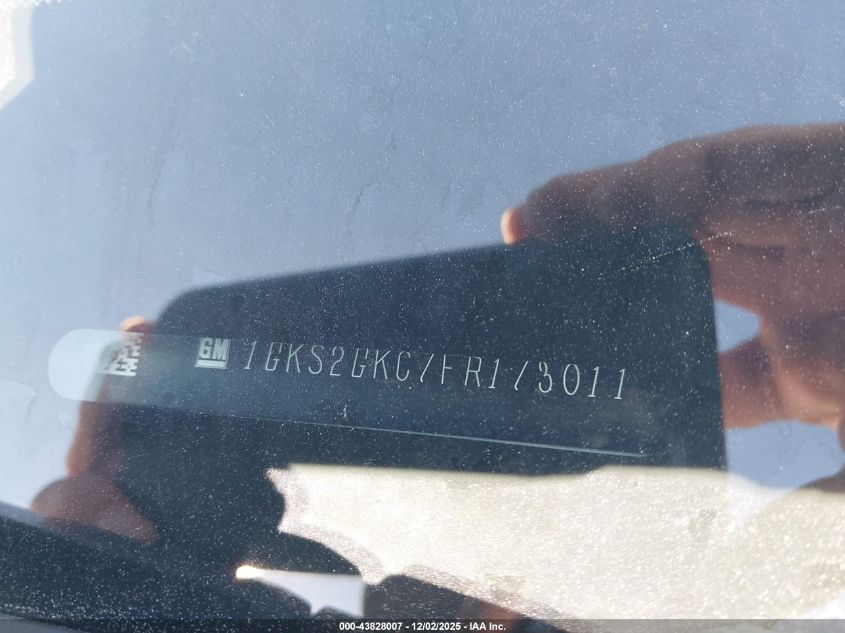 GM 1GKS2GKC7FR173011
000-43828007 - 12/02/2025 - IAA Inc.